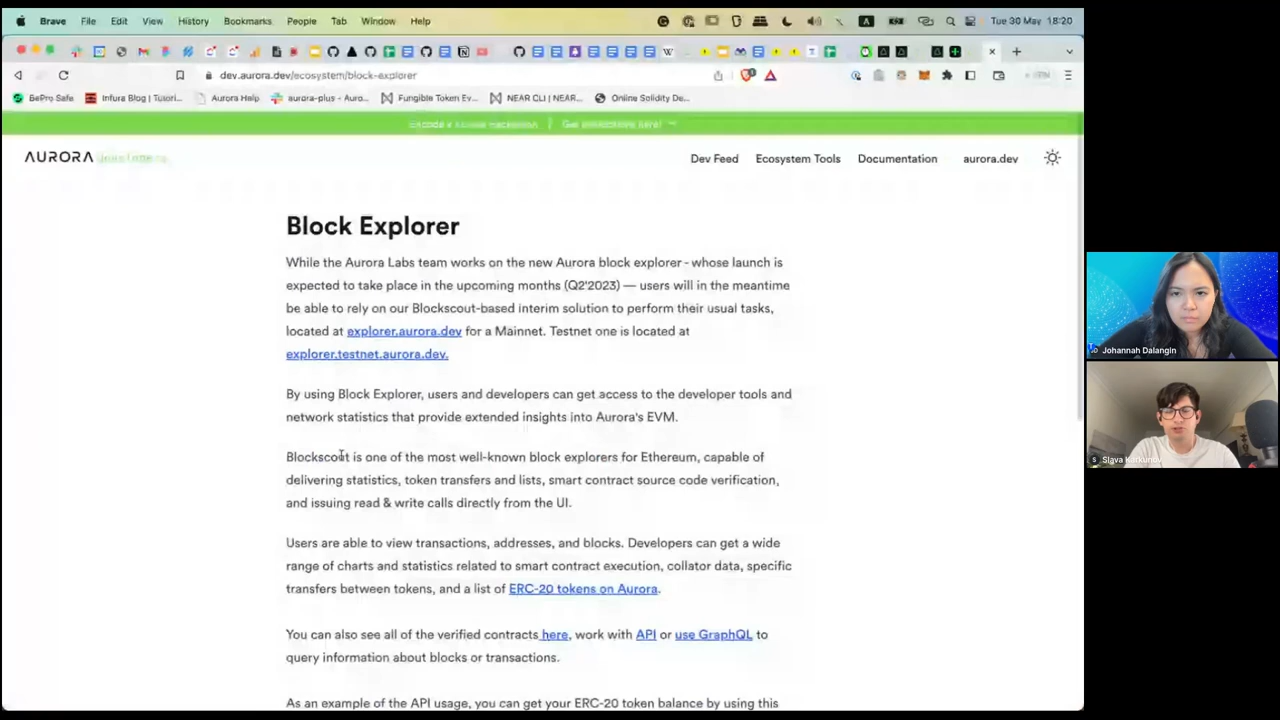 Brave File Edit View History Bookmarks People Tab Window Help Tue 30 May 18:20
dev.aurora.dev/ecosystem/block-explorer
BePro Safe Infura Blog | Tutori... Aurora Help aurora-plus - Auro... Fungible Token Ev... NEAR CLI | NEAR... Online Solidity De...
AURORA Dev Feed Ecosystem Tools Documentation aurora.dev
Block Explorer
While the Aurora Labs team works on the new Aurora block explorer - whose launch is
expected to take place in the upcoming months (Q2'2023) — users will in the meantime
be able to rely on our Blockscout-based interim solution to perform their usual tasks,
located at explorer.aurora.dev for a Mainnet. Testnet one is located at
explorer.testnet.aurora.dev.
By using Block Explorer, users and developers can get access to the developer tools and
network statistics that provide extended insights into Aurora's EVM.
Blockscout is one of the most well-known block explorers for Ethereum, capable of
delivering statistics, token transfers and lists, smart contract source code verification,
and issuing read & write calls directly from the UI.
Users are able to view transactions, addresses, and blocks. Developers can get a wide
range of charts and statistics related to smart contract execution, collator data, specific
transfers between tokens, and a list of ERC-20 tokens on Aurora.
You can also see all of the verified contracts here, work with API or use GraphQL to
query information about blocks or transactions.
As an example of the API usage, you can get your ERC-20 token balance by using this
Johannah Dalangin
Slava Karkunov